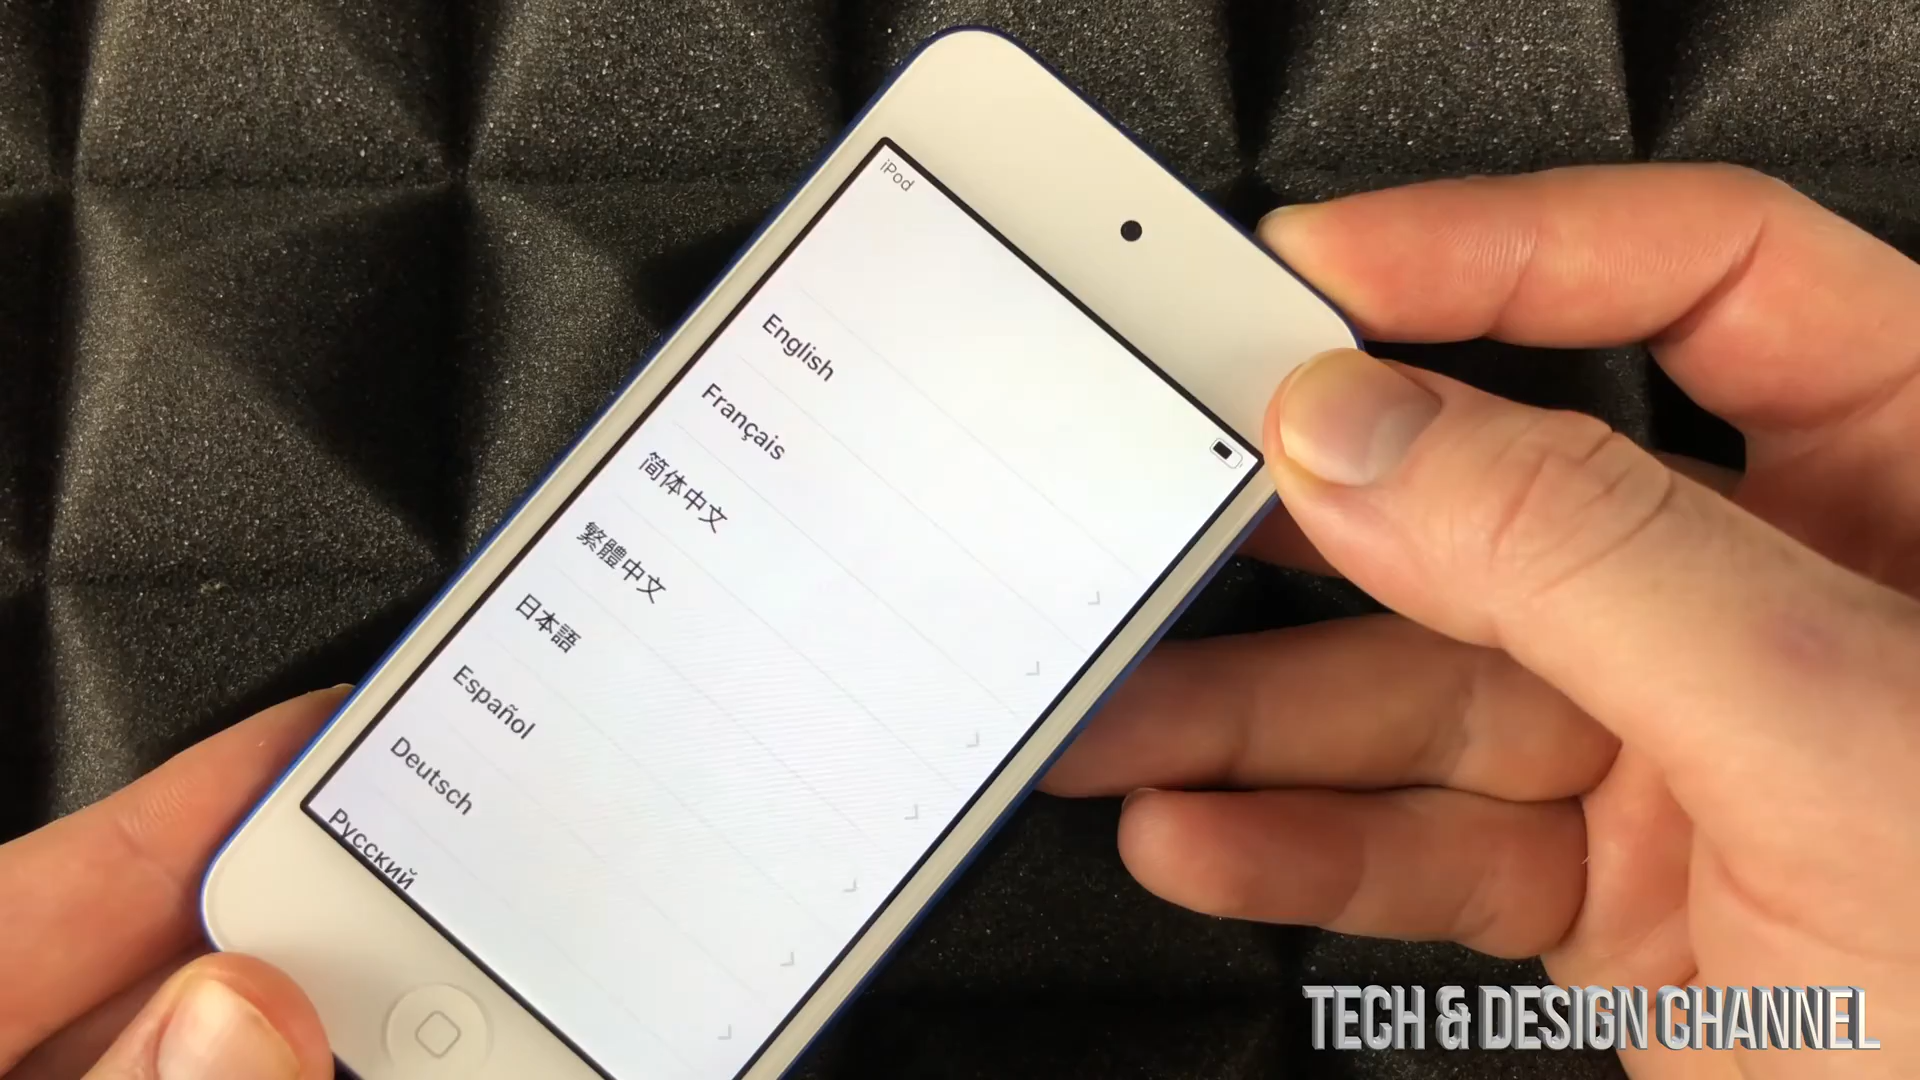 iPod
English
Français
简体中文
繁體中文
日本語
Español
Deutsch
Русский
TECH & DESIGN CHANNEL